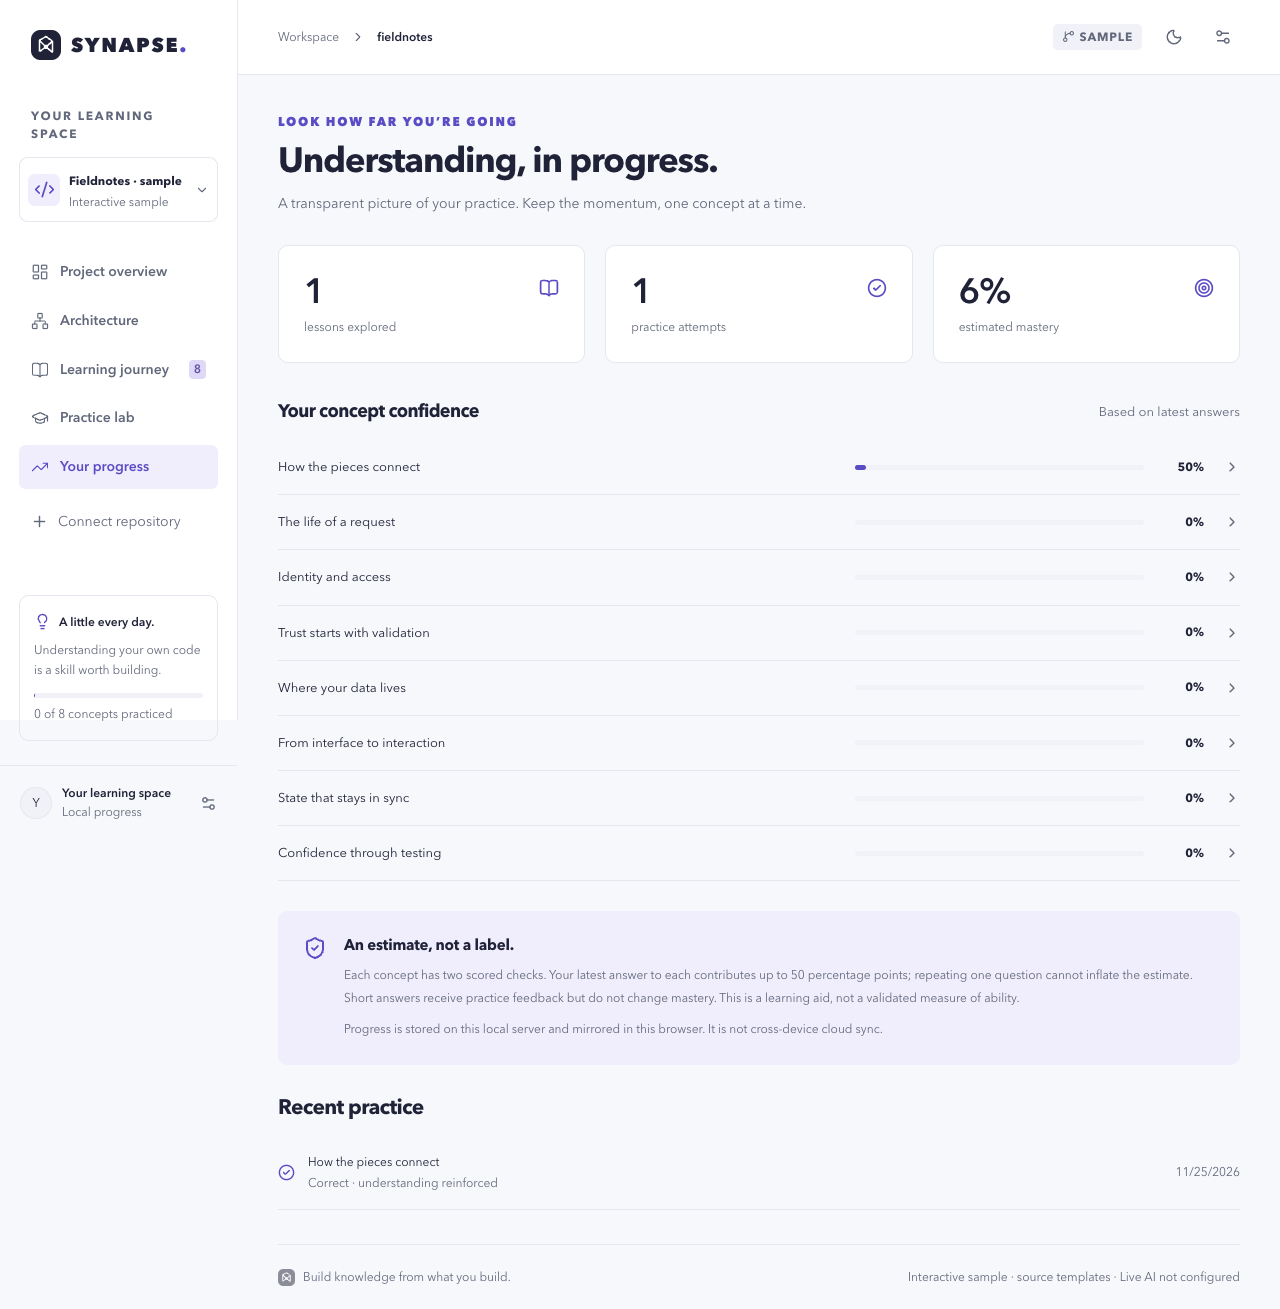 SYNAPSE.
YOUR LEARNING
SPACE
Fieldnotes · sample
Interactive sample
Project overview
Architecture
Learning journey 8
Practice lab
Your progress
Connect repository
A little every day.
Understanding your own code
is a skill worth building.
0 of 8 concepts practiced
Y
Your learning space
Local progress
Workspace > fieldnotes
SAMPLE
LOOK HOW FAR YOU'RE GOING
Understanding, in progress.
A transparent picture of your practice. Keep the momentum, one concept at a time.
1
lessons explored
1
practice attempts
6%
estimated mastery
Your concept confidence
Based on latest answers
How the pieces connect 50%
The life of a request 0%
Identity and access 0%
Trust starts with validation 0%
Where your data lives 0%
From interface to interaction 0%
State that stays in sync 0%
Confidence through testing 0%
An estimate, not a label.
Each concept has two scored checks. Your latest answer to each contributes up to 50 percentage points; repeating one question cannot inflate the estimate.
Short answers receive practice feedback but do not change mastery. This is a learning aid, not a validated measure of ability.
Progress is stored on this local server and mirrored in this browser. It is not cross-device cloud sync.
Recent practice
How the pieces connect
Correct · understanding reinforced
11/25/2026
Build knowledge from what you build.
Interactive sample · source templates · Live AI not configured